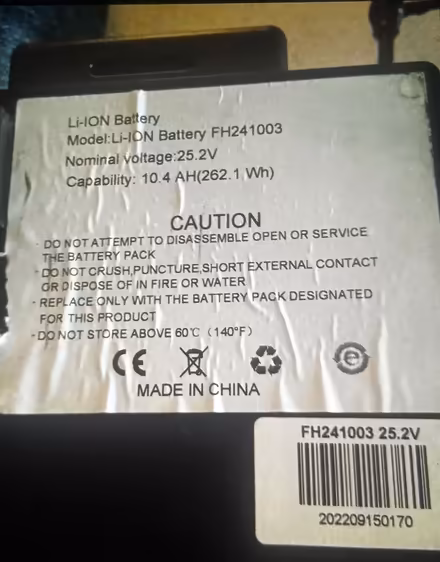 Li-ION Battery
Model:Li-ION Battery FH241003
Nominal voltage:25.2V
Capability: 10.4 AH(262.1 Wh)
CAUTION
· DO NOT ATTEMPT TO DISASSEMBLE OPEN OR SERVICE
THE BATTERY PACK
· DO NOT CRUSH,PUNCTURE,SHORT EXTERNAL CONTACT
OR DISPOSE OF IN FIRE OR WATER
· REPLACE ONLY WITH THE BATTERY PACK DESIGNATED
FOR THIS PRODUCT
· DO NOT STORE ABOVE 60℃（140°F）
CE e
MADE IN CHINA
FH241003 25.2V
202209150170